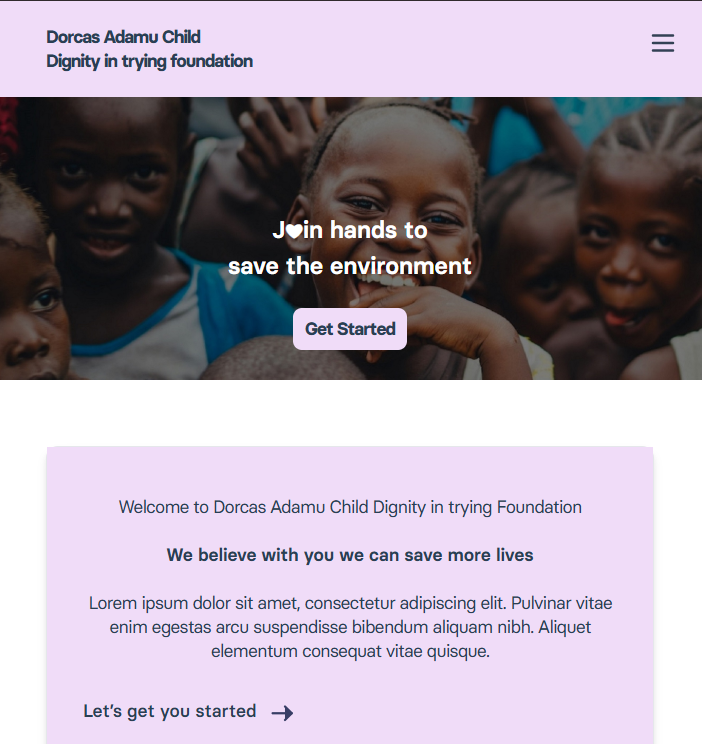 Dorcas Adamu Child
Dignity in trying foundation
J♥in hands to
save the environment
Get Started
Welcome to Dorcas Adamu Child Dignity in trying Foundation
We believe with you we can save more lives
Lorem ipsum dolor sit amet, consectetur adipiscing elit. Pulvinar vitae
enim egestas arcu suspendisse bibendum aliquam nibh. Aliquet
elementum consequat vitae quisque.
Let's get you started →